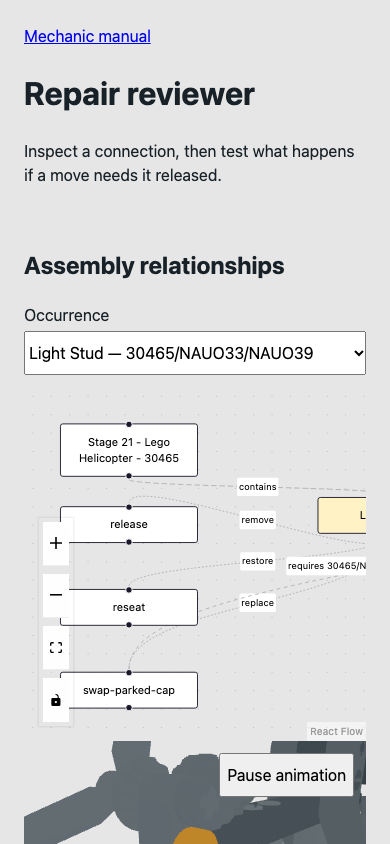 Mechanic manual
Repair reviewer
Inspect a connection, then test what happens
if a move needs it released.
Assembly relationships
Occurrence
Light Stud — 30465/NAUO33/NAUO39
Stage 21 - Lego
Helicopter - 30465
contains
L
release
remove
restore
requires 30465/N
reseat
replace
swap-parked-cap
React Flow
Pause animation